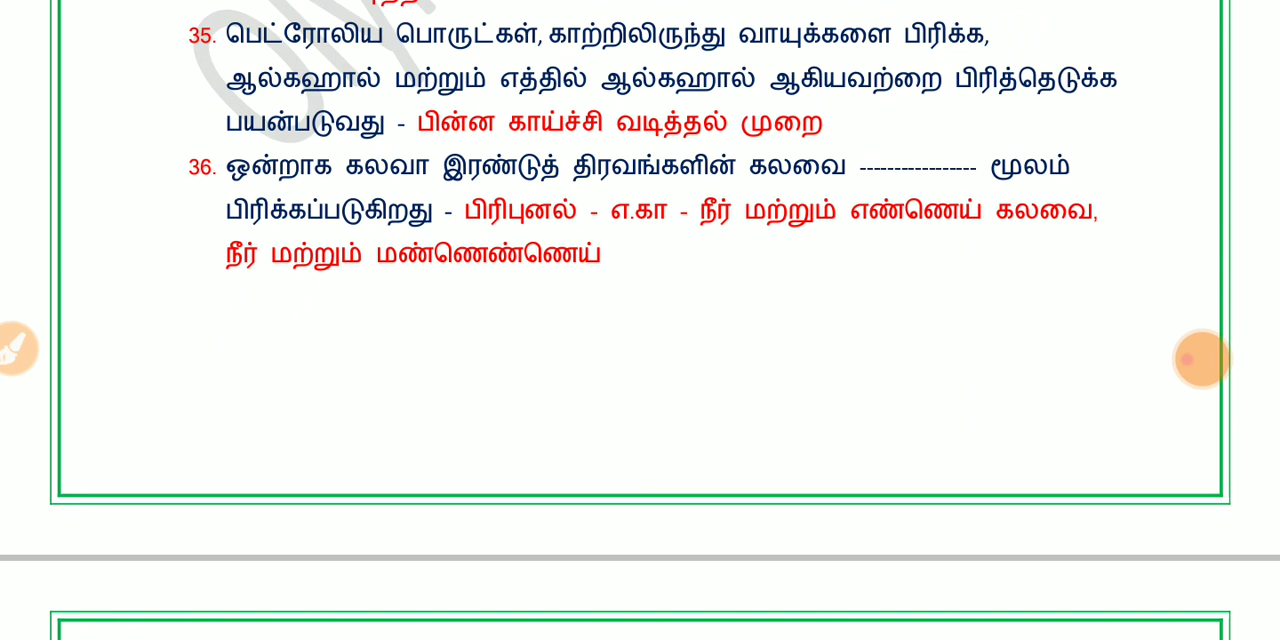 35. பெட்ரோலிய பொருட்கள், காற்றிலிருந்து வாயுக்களை பிரிக்க,
ஆல்கஹால் மற்றும் எத்தில் ஆல்கஹால் ஆகியவற்றை பிரித்தெடுக்க
பயன்படுவது - பின்ன காய்ச்சி வடித்தல் முறை
36. ஒன்றாக கலவா இரண்டுத் திரவங்களின் கலவை ----------------- மூலம்
பிரிக்கப்படுகிறது - பிரிபுனல் - எ.கா - நீர் மற்றும் எண்ணெய் கலவை,
நீர் மற்றும் மண்ணெண்ணெய்